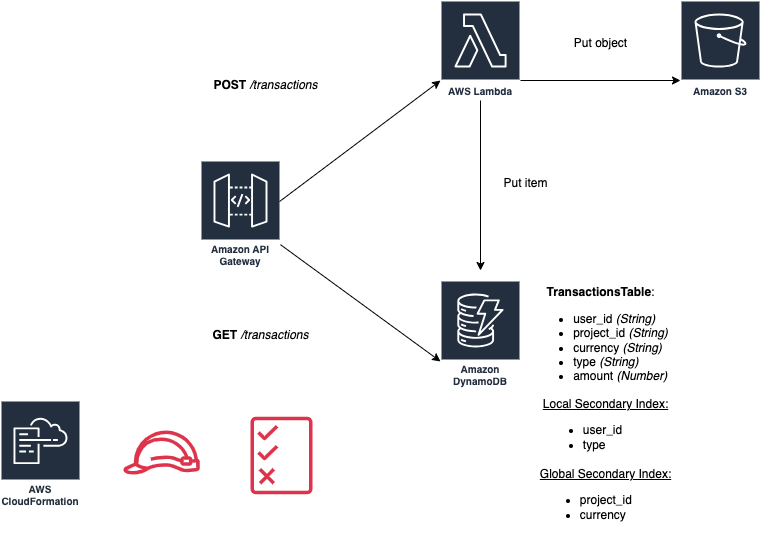 Put object
AWS Lambda
Amazon S3
POST /transactions
Put item
</>
Amazon API
Gateway
GET /transactions
Amazon
DynamoDB
TransactionsTable:
user_id (String)
project_id (String)
currency (String)
type (String)
amount (Number)
Local Secondary Index:
user_id
type
Global Secondary Index:
project_id
currency
AWS
CloudFormation